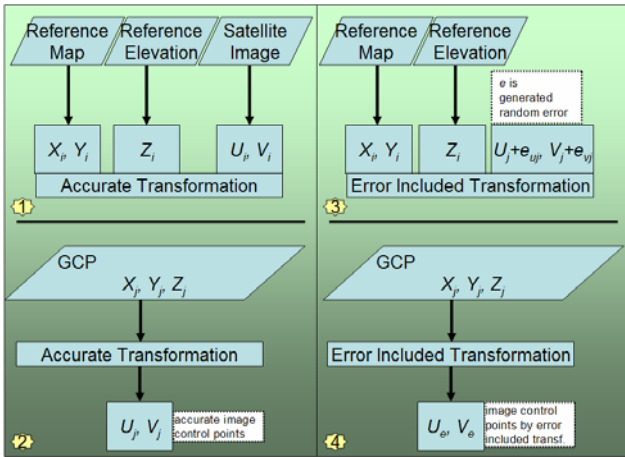 Reference Map
Reference Elevation
Satellite Image
Xi, Yi
Zi
Ui, Vi
Accurate Transformation
1
GCP
Xj, Yj, Zj
Accurate Transformation
Uj, Vj
accurate image
control points
2
Reference Map
Reference Elevation
e is
generated
random error
Xi, Yi
Zi
Uj+euj, Vj+evj
Error Included Transformation
3
GCP
Xj, Yj, Zj
Error Included Transformation
Ue, Ve
image control
points by error
included transf.
4